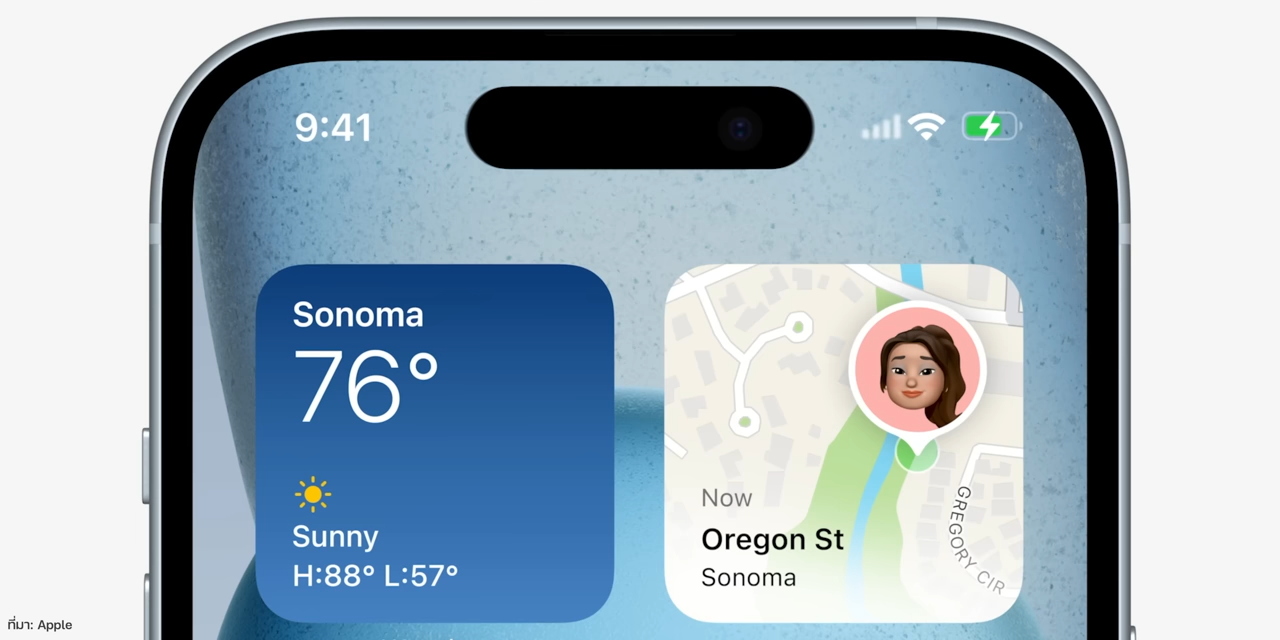 9:41
Sonoma
76°
Sunny
H:88° L:57°
Now
Oregon St
Sonoma
GREGORY CIR
ที่มา: Apple